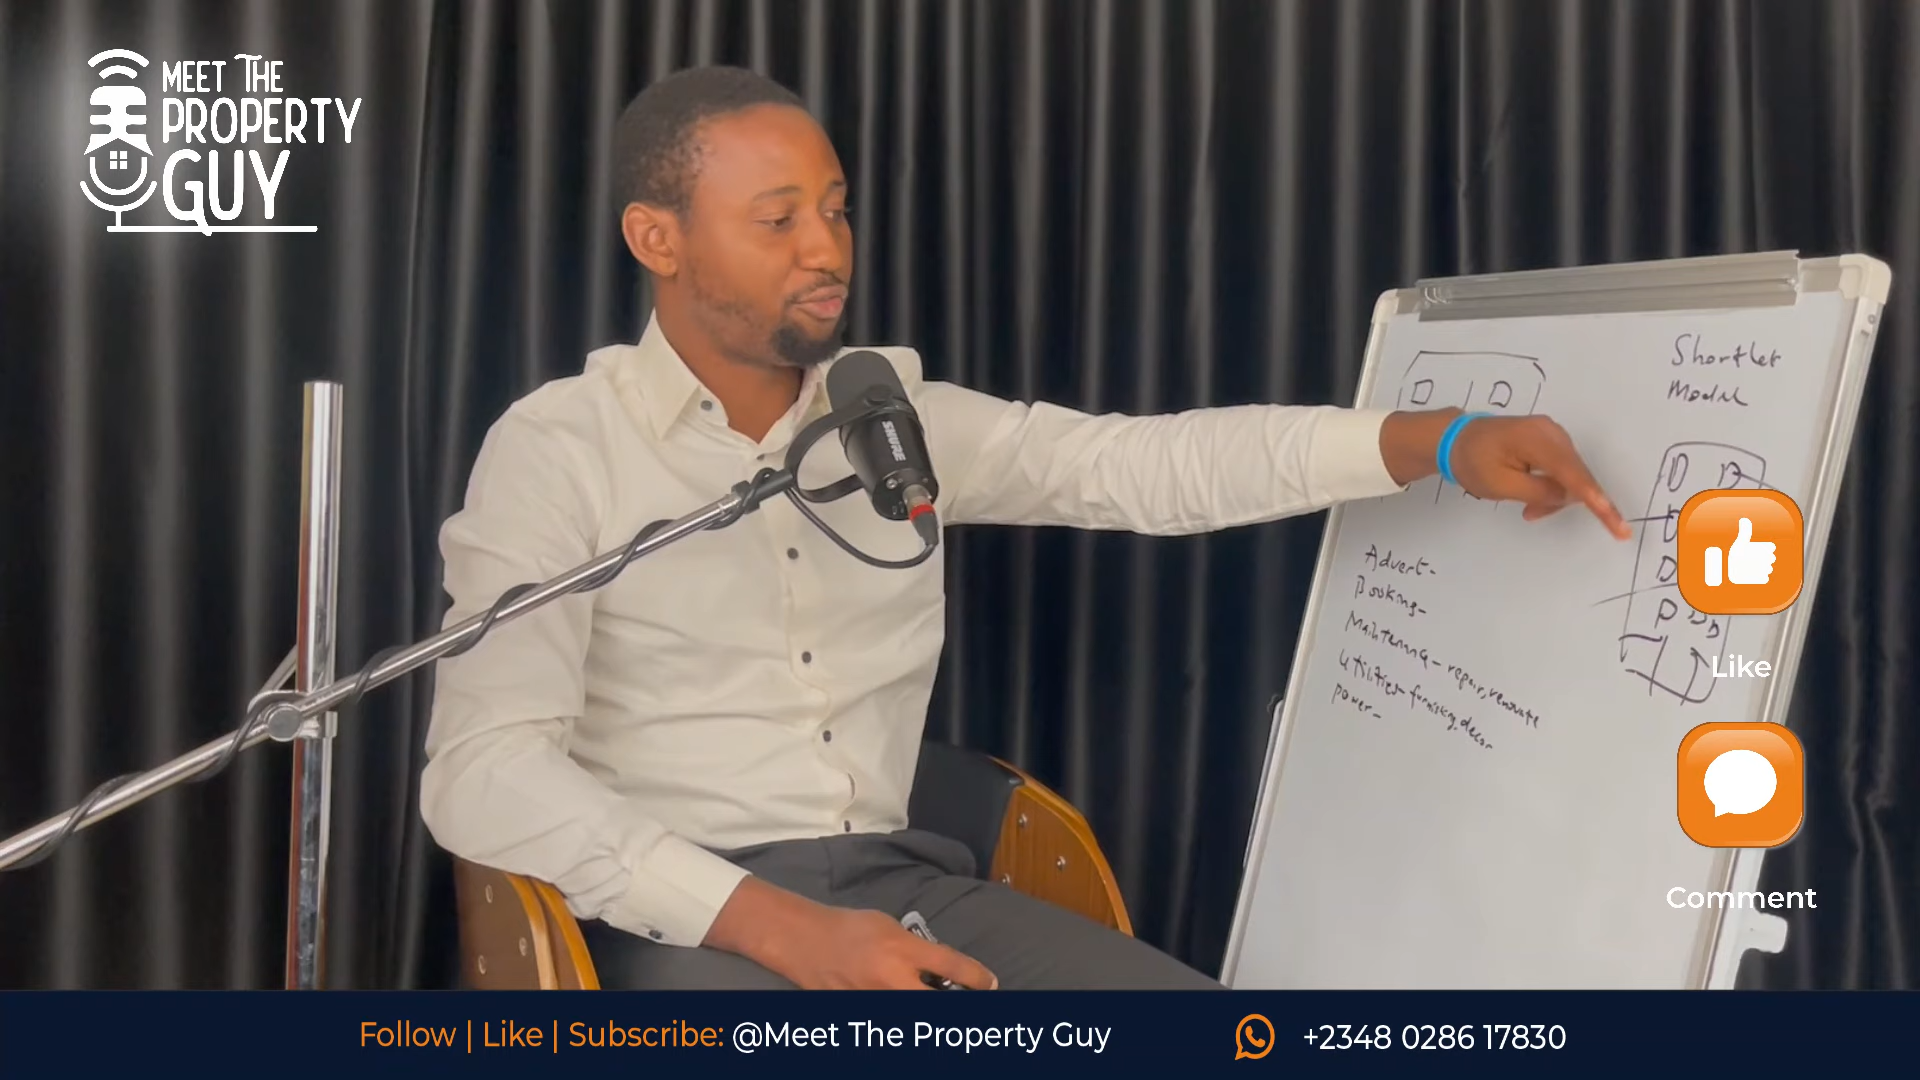 MEET THE
PROPERTY
GUY
SHURE
Shortlet
Model
D D
D D
D
D
D
Advert-
Booking-
Maintenance - repair, renovate
Utilities - furnishing, decor
power-
Like
Comment
Follow | Like | Subscribe: @Meet The Property Guy
+2348 0286 17830